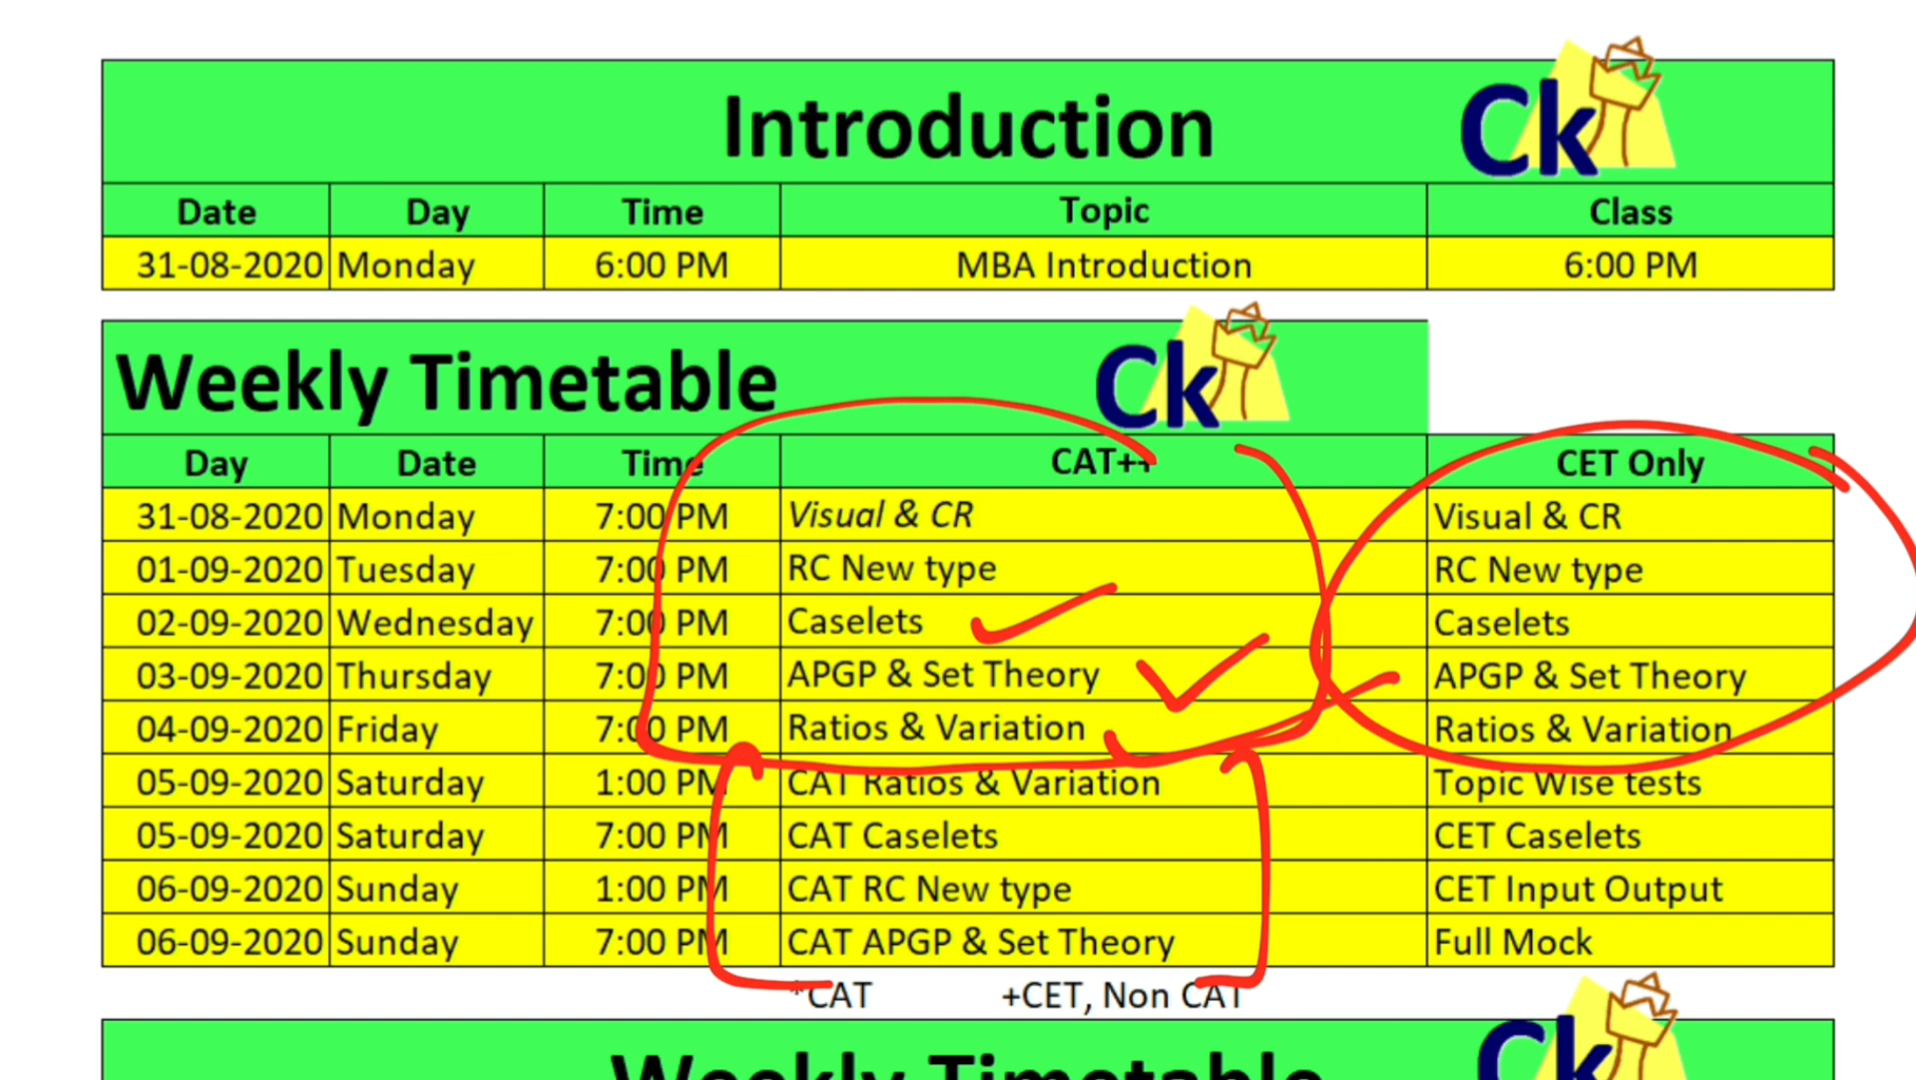 Introduction Ck
Date Day Time Topic Class
31-08-2020 Monday 6:00 PM MBA Introduction 6:00 PM
Weekly Timetable Ck
Day Date Time CAT++ CET Only
31-08-2020 Monday 7:00 PM Visual & CR Visual & CR
01-09-2020 Tuesday 7:00 PM RC New type RC New type
02-09-2020 Wednesday 7:00 PM Caselets Caselets
03-09-2020 Thursday 7:00 PM APGP & Set Theory APGP & Set Theory
04-09-2020 Friday 7:00 PM Ratios & Variation Ratios & Variation
05-09-2020 Saturday 1:00 PM CAT Ratios & Variation Topic Wise tests
05-09-2020 Saturday 7:00 PM CAT Caselets CET Caselets
06-09-2020 Sunday 1:00 PM CAT RC New type CET Input Output
06-09-2020 Sunday 7:00 PM CAT APGP & Set Theory Full Mock
*CAT +CET, Non CAT
Weekly Timetable Ck